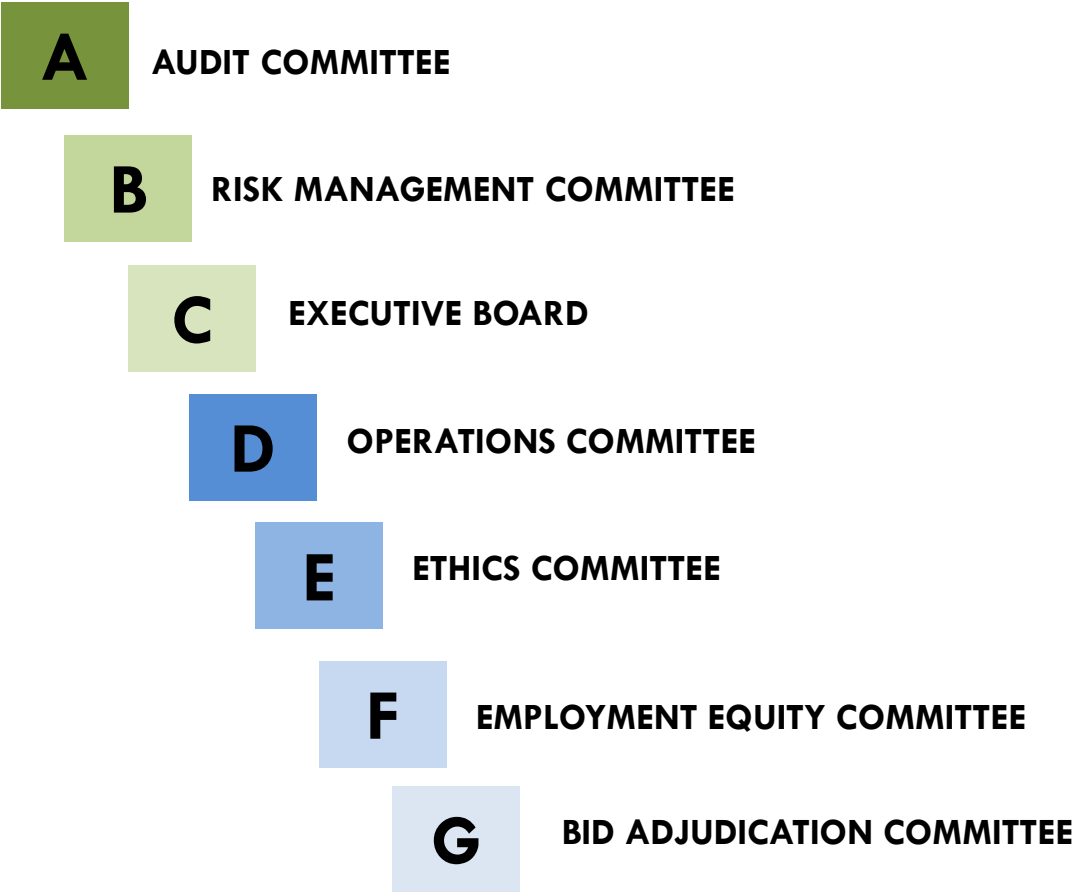 A AUDIT COMMITTEE
B RISK MANAGEMENT COMMITTEE
C EXECUTIVE BOARD
D OPERATIONS COMMITTEE
E ETHICS COMMITTEE
F EMPLOYMENT EQUITY COMMITTEE
G BID ADJUDICATION COMMITTEE